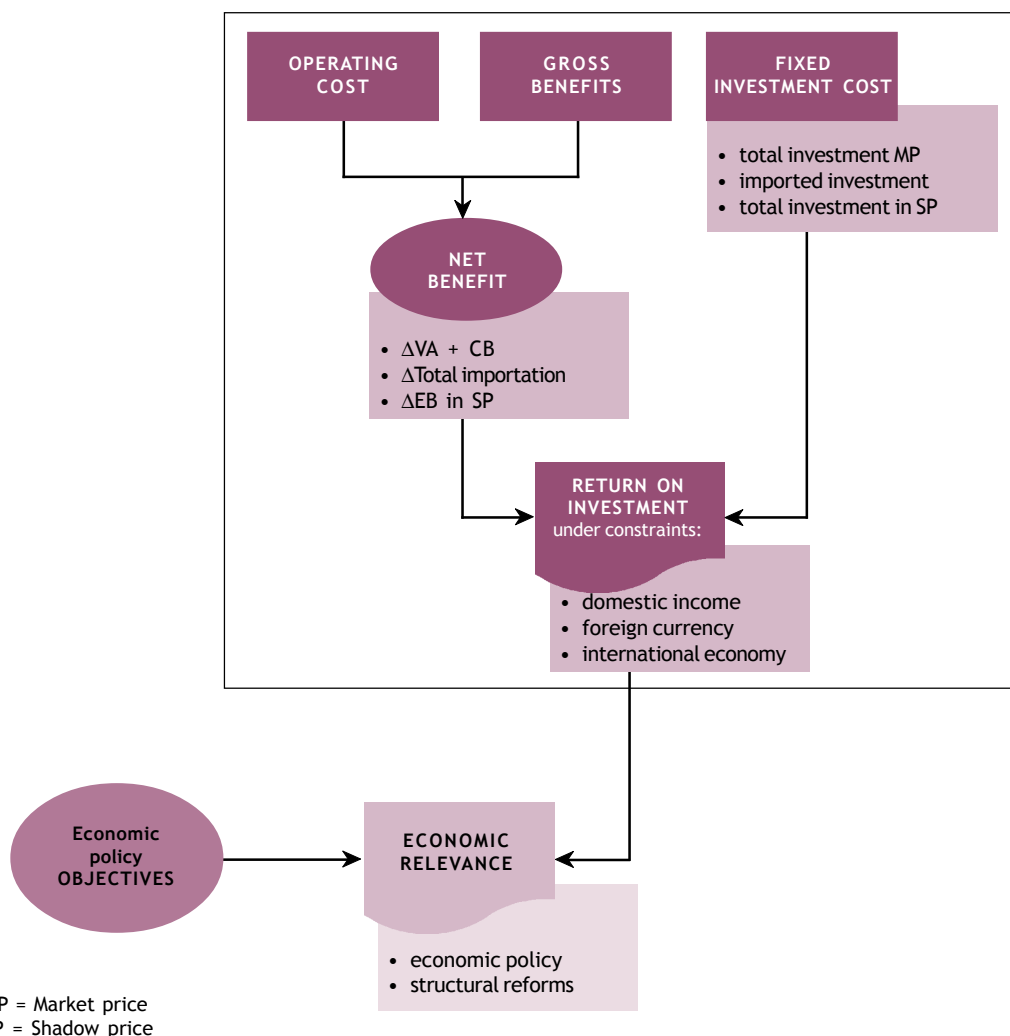 OPERATING
COST
GROSS
BENEFITS
FIXED
INVESTMENT COST
• total investment MP
• imported investment
• total investment in SP
NET
BENEFIT
• ΔVA + CB
• ΔTotal importation
• ΔEB in SP
RETURN ON
INVESTMENT
under constraints:
• domestic income
• foreign currency
• international economy
Economic
policy
OBJECTIVES
ECONOMIC
RELEVANCE
• economic policy
• structural reforms
P = Market price
P = Shadow price